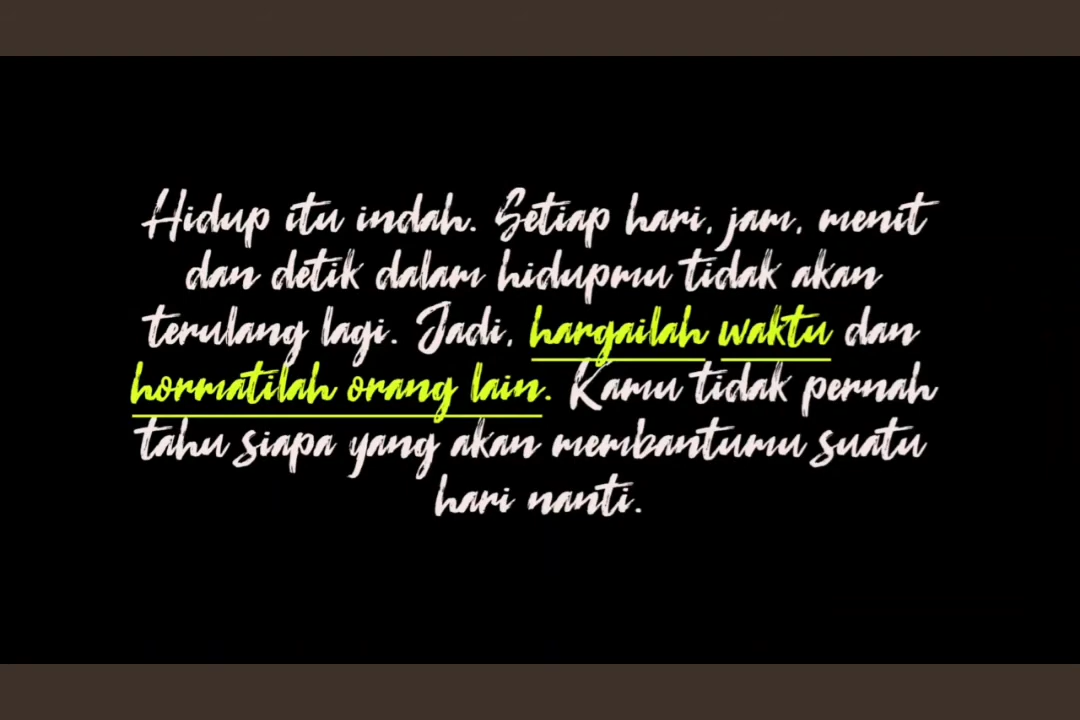 Hidup itu indah. Setiap hari, jam, menit
dan detik dalam hidupmu tidak akan
terulang lagi. Jadi, hargailah waktu dan
hormatilah orang lain. Kamu tidak pernah
tahu siapa yang akan membantumu suatu
hari nanti.